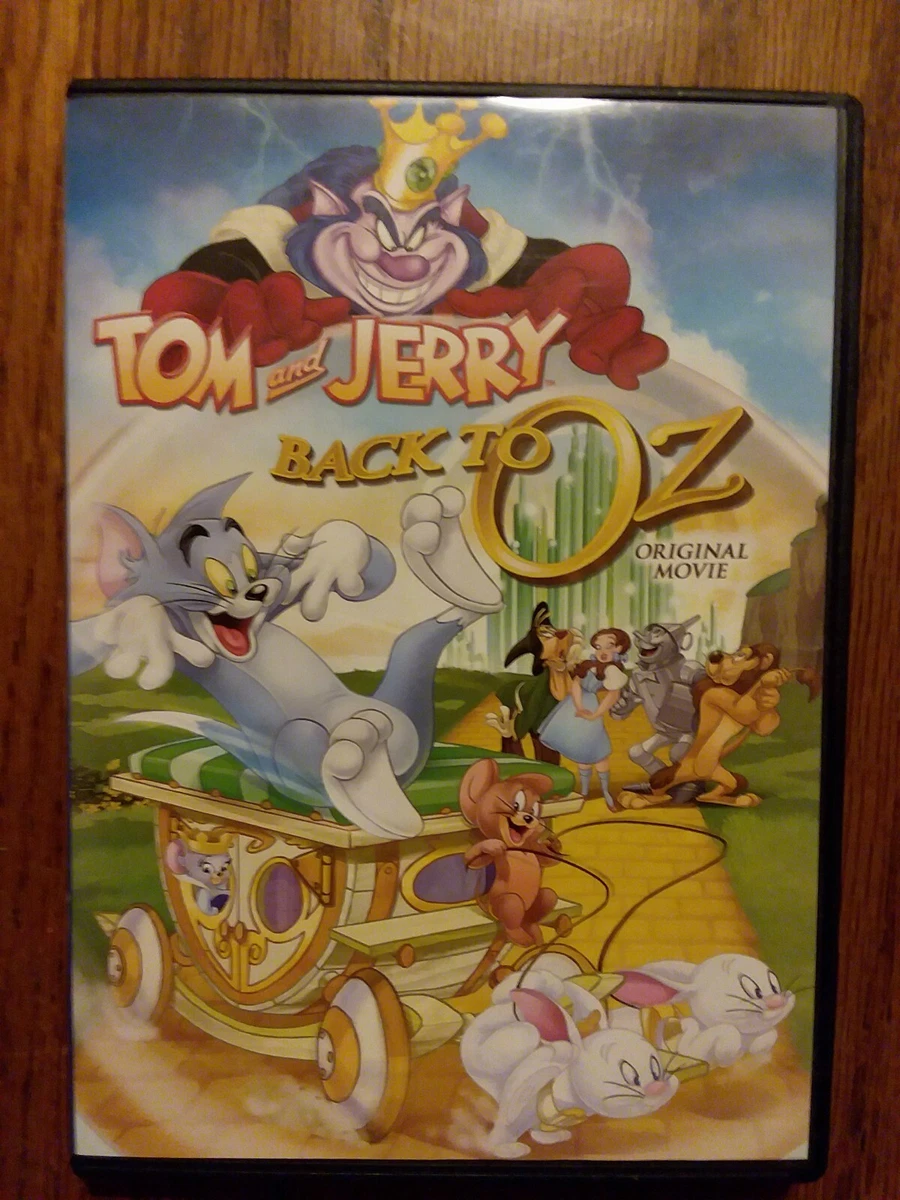 TOM and JERRY
BACK TO OZ
ORIGINAL
MOVIE